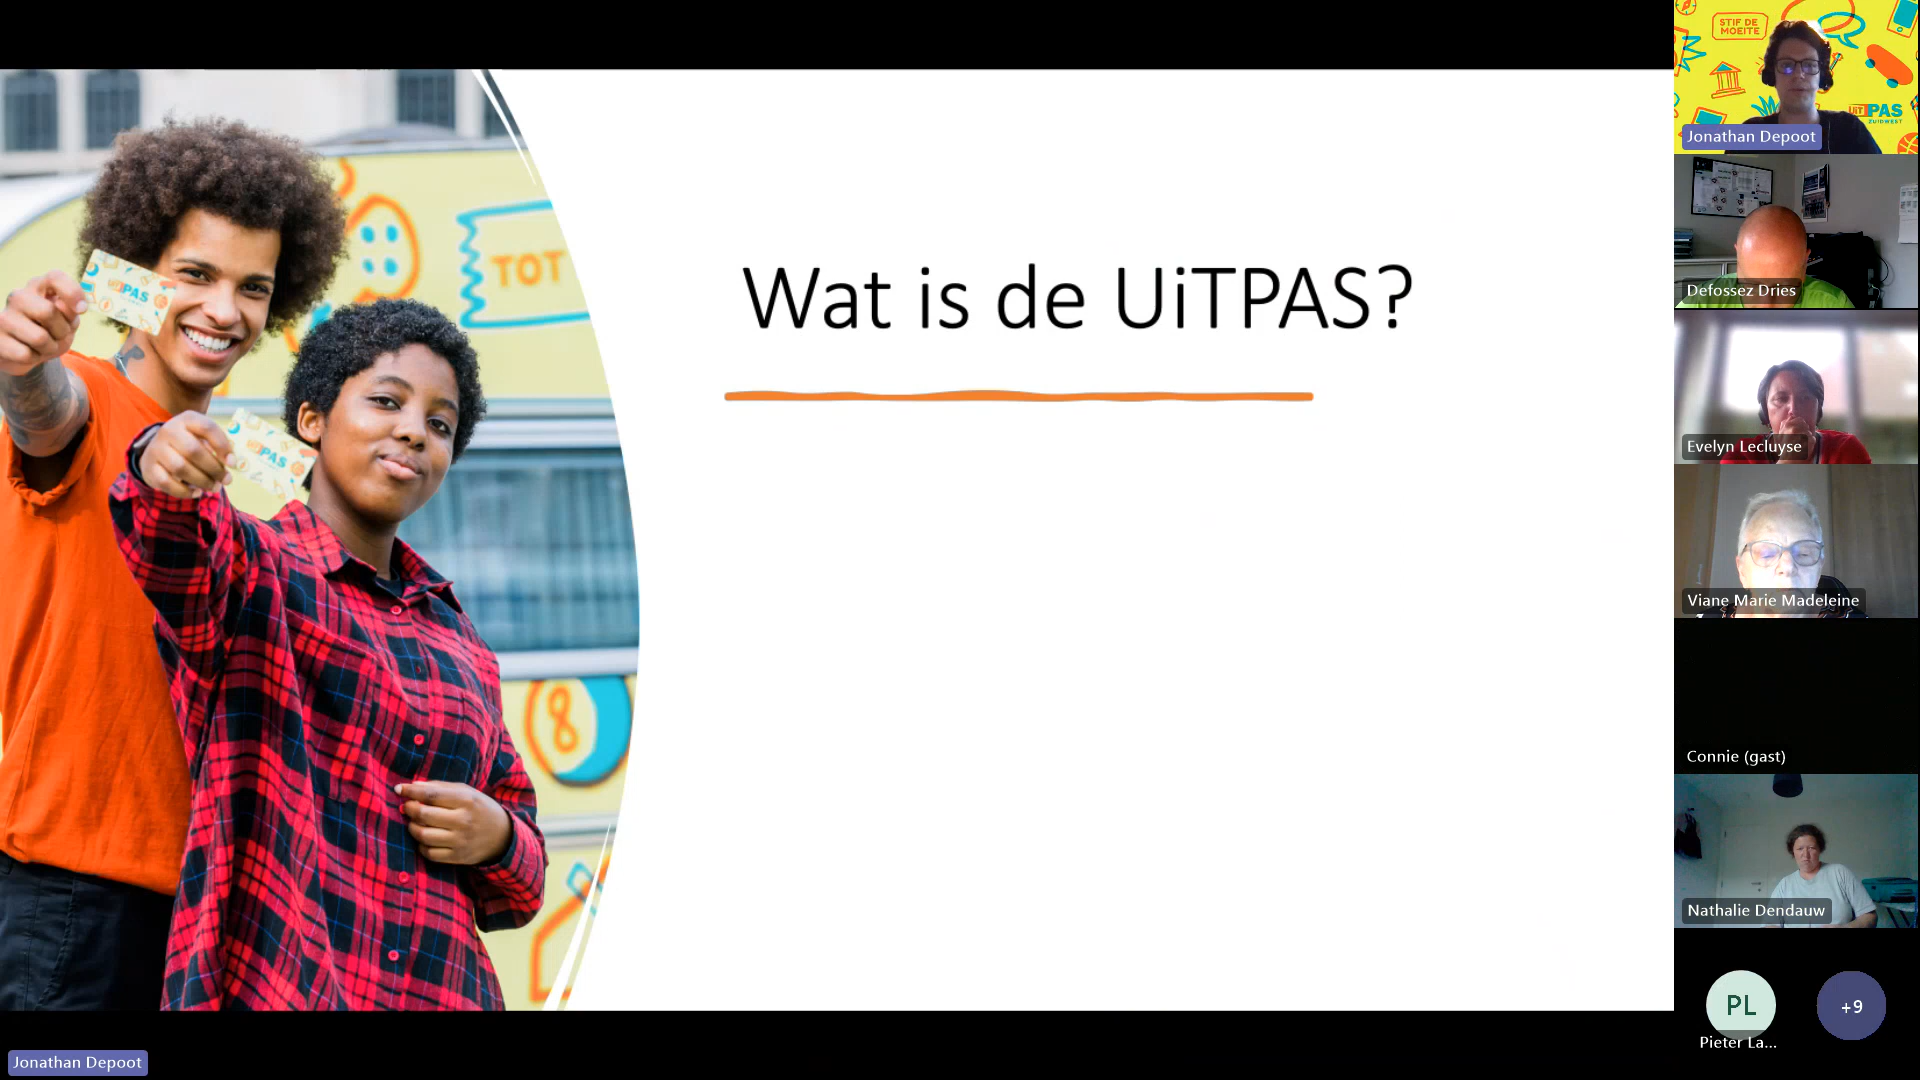 Wat is de UiTPAS?
TOT
UiTPAS
UiTPAS
8
STIF DE
MOEITE
UiTPAS
ZUIDWEST
Jonathan Depoot
Defossez Dries
Evelyn Lecluyse
Viane Marie Madeleine
Connie (gast)
Nathalie Dendauw
PL
+9
Pieter La...
Jonathan Depoot